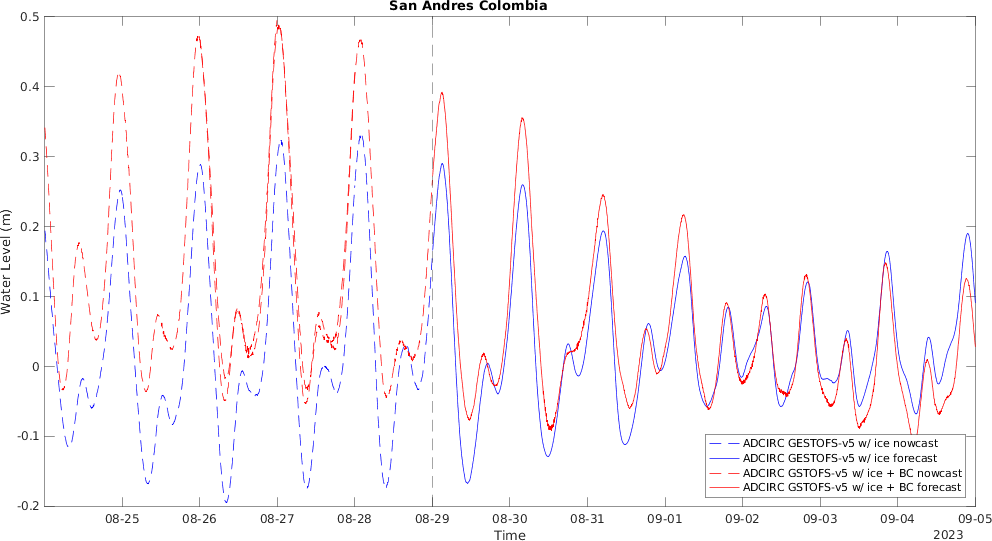 San Andres Colombia
0.5
0.4
0.3
0.2
0.1
0
-0.1
-0.2
Water Level (m)
ADCIRC GESTOFS-v5 w/ ice nowcast
ADCIRC GESTOFS-v5 w/ ice forecast
ADCIRC GSTOFS-v5 w/ ice + BC nowcast
ADCIRC GSTOFS-v5 w/ ice + BC forecast
08-25 08-26 08-27 08-28 08-29 08-30 08-31 09-01 09-02 09-03 09-04 09-05
Time
2023